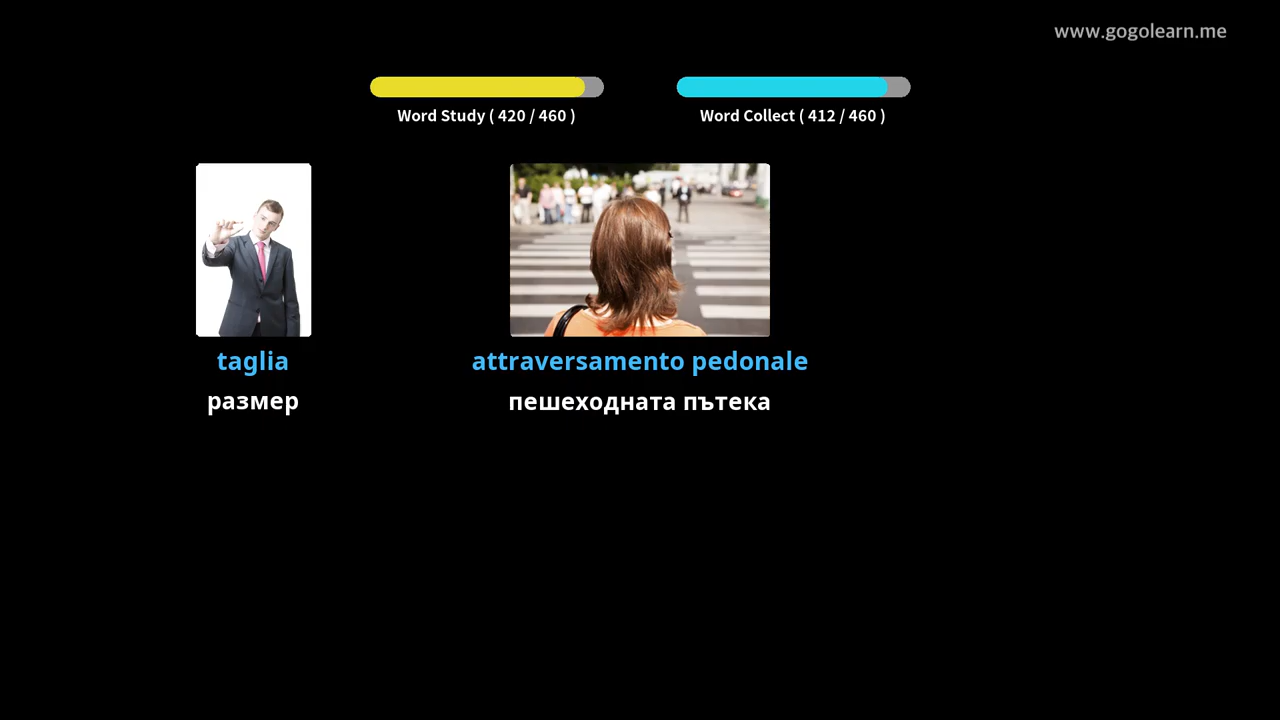 www.gogolearn.me
Word Study ( 420 / 460 )
Word Collect ( 412 / 460 )
taglia
attraversamento pedonale
размер
пешеходната пътека